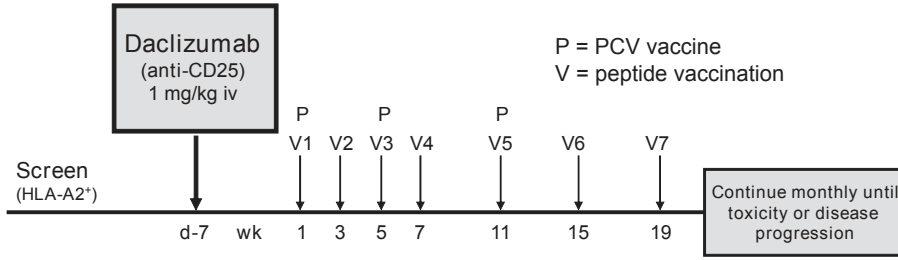 Daclizumab
(anti-CD25)
1 mg/kg iv
P = PCV vaccine
V = peptide vaccination
P P P
V1 V2 V3 V4 V5 V6 V7
Screen
(HLA-A2⁺)
d-7 wk 1 3 5 7 11 15 19
Continue monthly until
toxicity or disease
progression